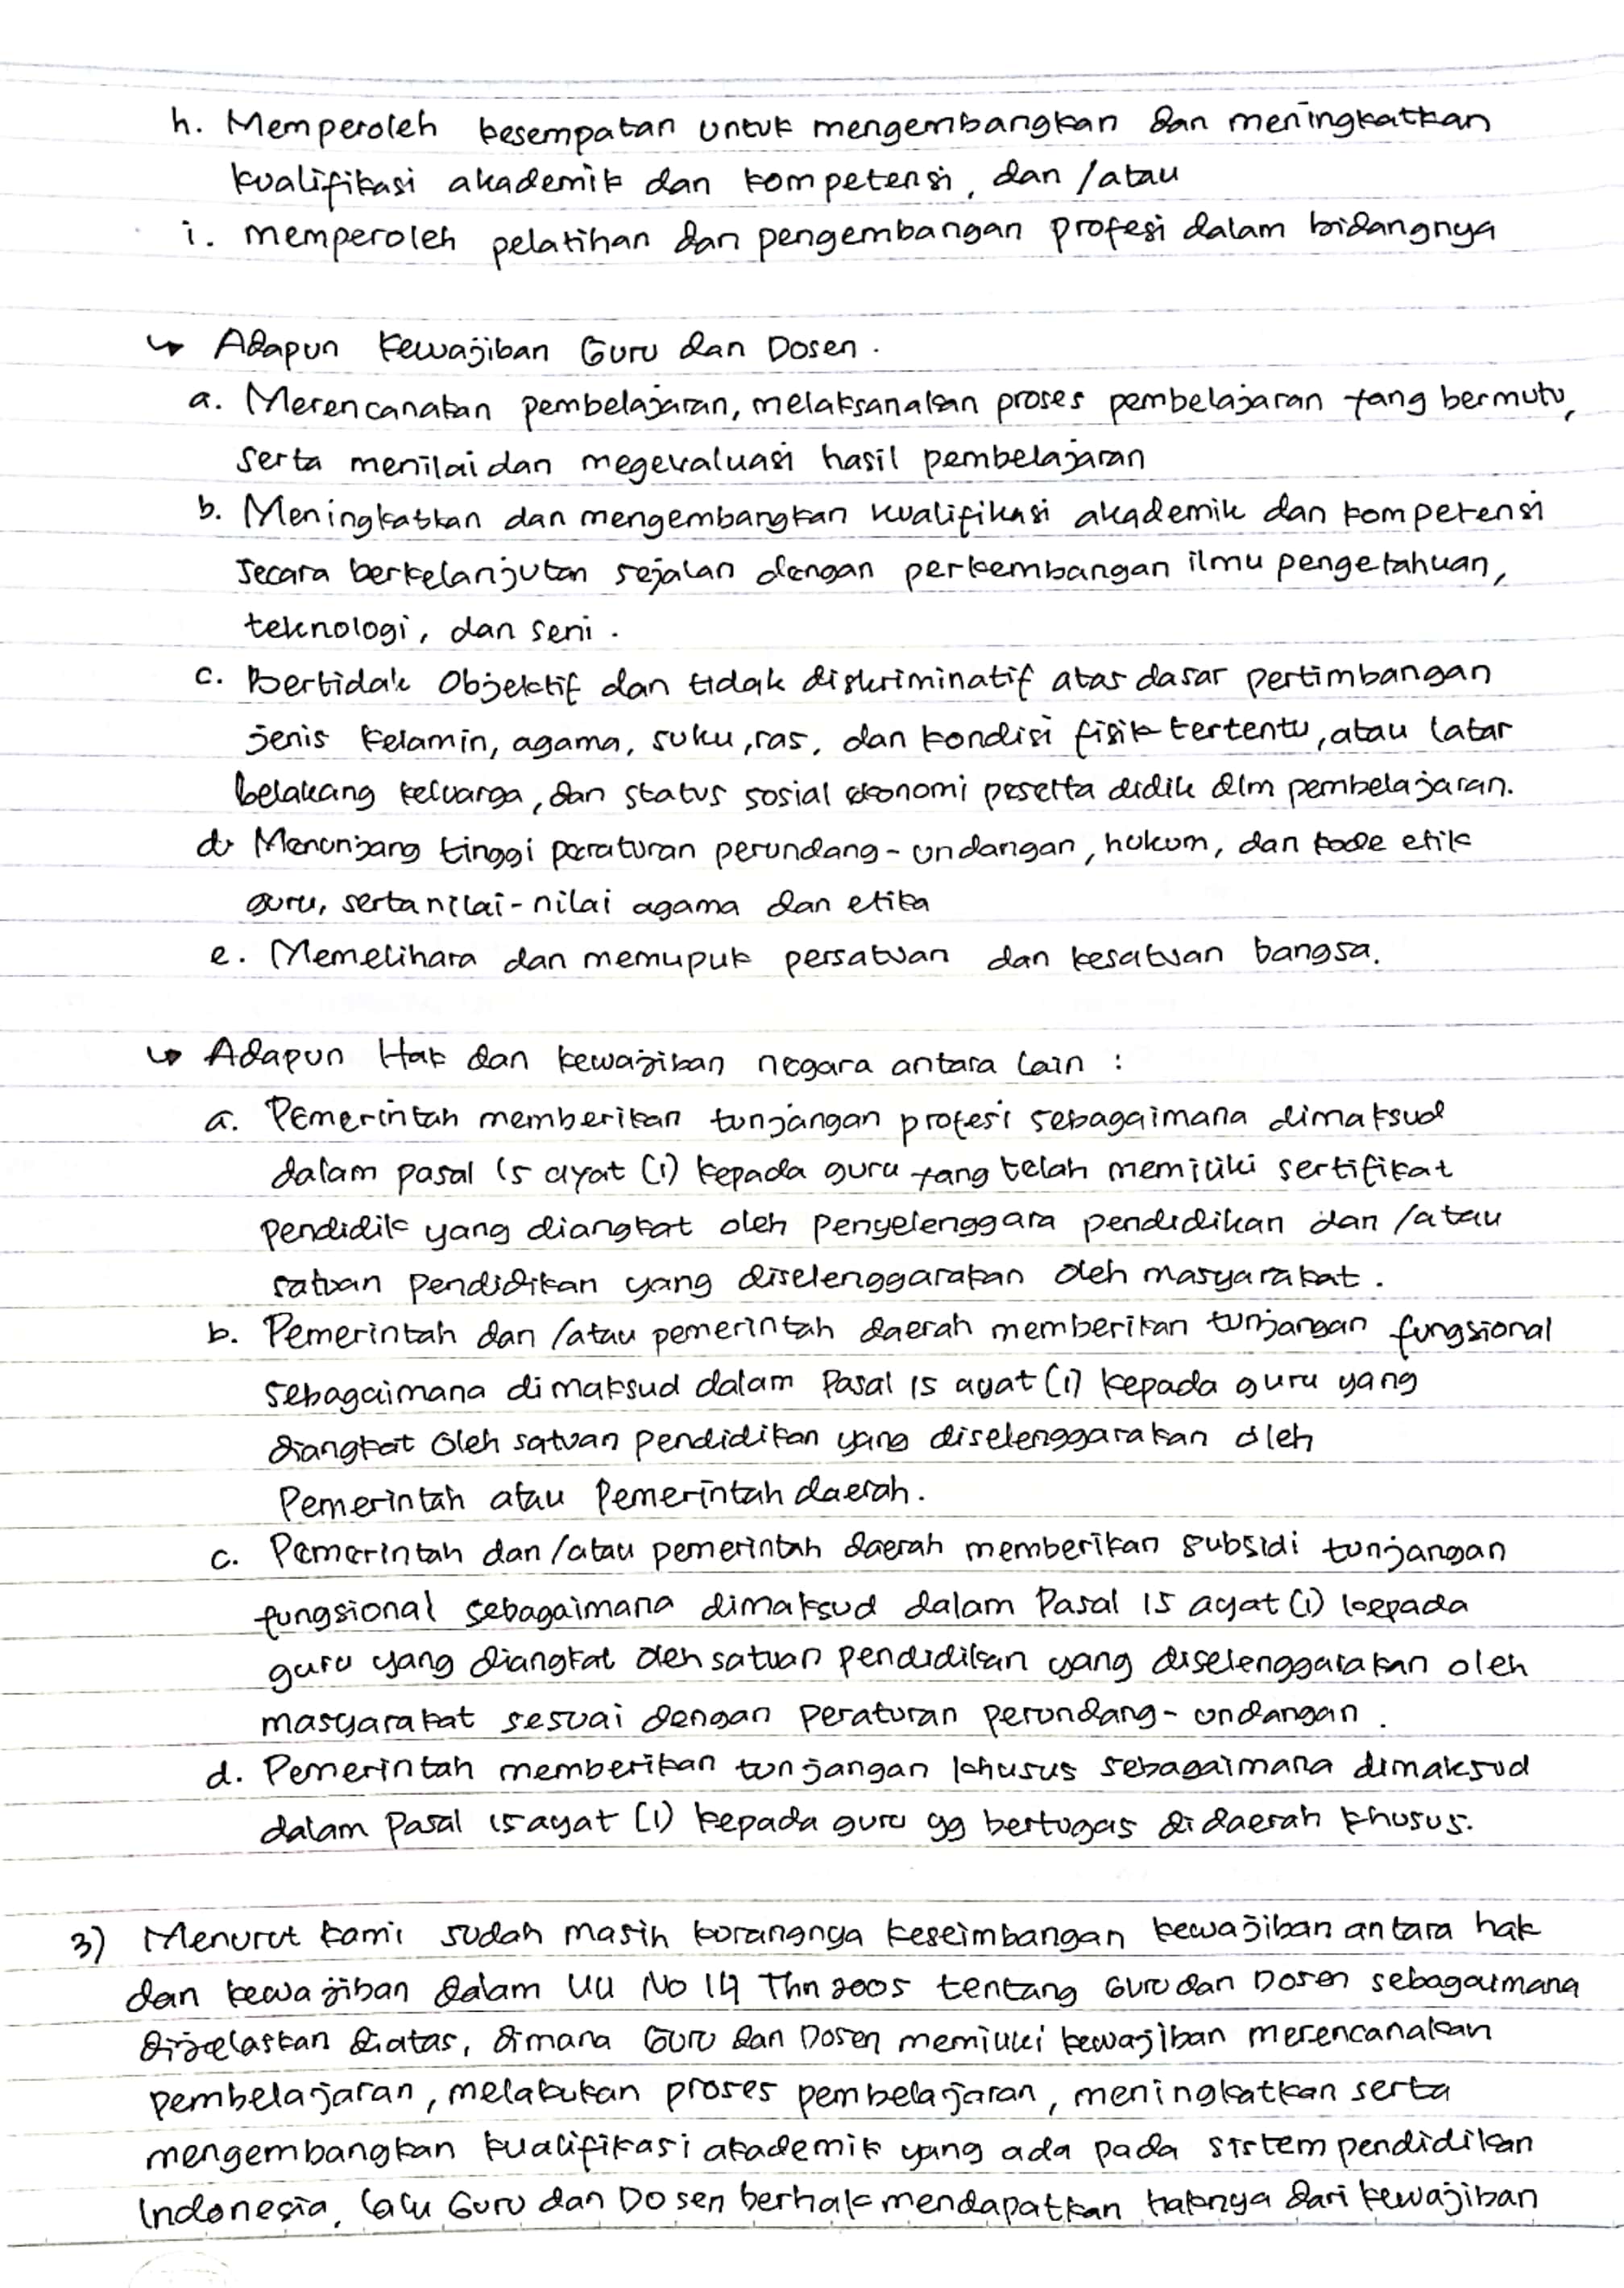 h. Memperoleh kesempatan untuk mengembangkan dan meningkatkan
kualifikasi akademik dan kompetensi, dan /atau
i. memperoleh pelatihan dan pengembangan profesi dalam bidangnya
↳ Adapun Kewajiban Guru dan Dosen.
a. Merencanakan pembelajaran, melaksanakan proses pembelajaran yang bermutu,
serta menilai dan megevaluasi hasil pembelajaran
b. Meningkatkan dan mengembangkan kualifikasi akademik dan kompetensi
secara berkelanjutan sejalan dengan perkembangan ilmu pengetahuan,
teknologi, dan seni.
c. Bertidak Objektif dan tidak diskriminatif atas dasar pertimbangan
jenis kelamin, agama, suku, ras, dan kondisi fisik tertentu, atau latar
belakang keluarga, dan status sosial ekonomi peserta didik dlm pembelajaran.
d. Menunjang tinggi peraturan perundang-undangan, hukum, dan kode etik
guru, serta nilai-nilai agama dan etika
e. Memelihara dan memupuk persatuan dan kesatuan bangsa.
↳ Adapun Hak dan kewajiban negara antara lain :
a. Pemerintah memberikan tunjangan profesi sebagaimana dimaksud
dalam pasal 15 ayat (1) kepada guru yang telah memiliki sertifikat
pendidik yang diangkat oleh penyelenggara pendidikan dan /atau
satuan pendidikan yang diselenggarakan oleh masyarakat.
b. Pemerintah dan /atau pemerintah daerah memberikan tunjangan fungsional
sebagaimana dimaksud dalam Pasal 15 ayat (1) kepada guru yang
diangkat oleh satuan pendidikan yang diselenggarakan oleh
Pemerintah atau Pemerintah daerah.
c. Pemerintah dan /atau pemerintah daerah memberikan subsidi tunjangan
fungsional sebagaimana dimaksud dalam Pasal 15 ayat (1) kepada
guru yang diangkat oleh satuan pendidikan yang diselenggarakan oleh
masyarakat sesuai dengan peraturan perundang-undangan.
d. Pemerintah memberikan tunjangan khusus sebagaimana dimaksud
dalam Pasal 15 ayat (1) kepada guru yg bertugas di daerah khusus.
3) Menurut kami sudah masih kurangnya keseimbangan kewajiban antara hak
dan kewajiban dalam UU No 14 Thn 2005 tentang Guru dan Dosen sebagaimana
dijelaskan diatas, dimana Guru dan Dosen memiliki kewajiban merencanakan
pembelajaran, melakukan proses pembelajaran, meningkatkan serta
mengembangkan kualifikasi akademik yang ada pada sistem pendidikan
Indonesia, lalu Guru dan Dosen berhak mendapatkan haknya dari kewajiban